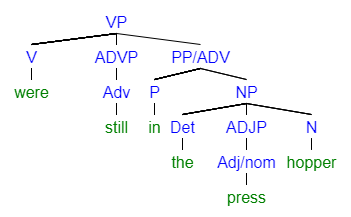 VP
V ADVP PP/ADV
were Adv P NP
still in Det ADJP N
the Adj/nom hopper
press